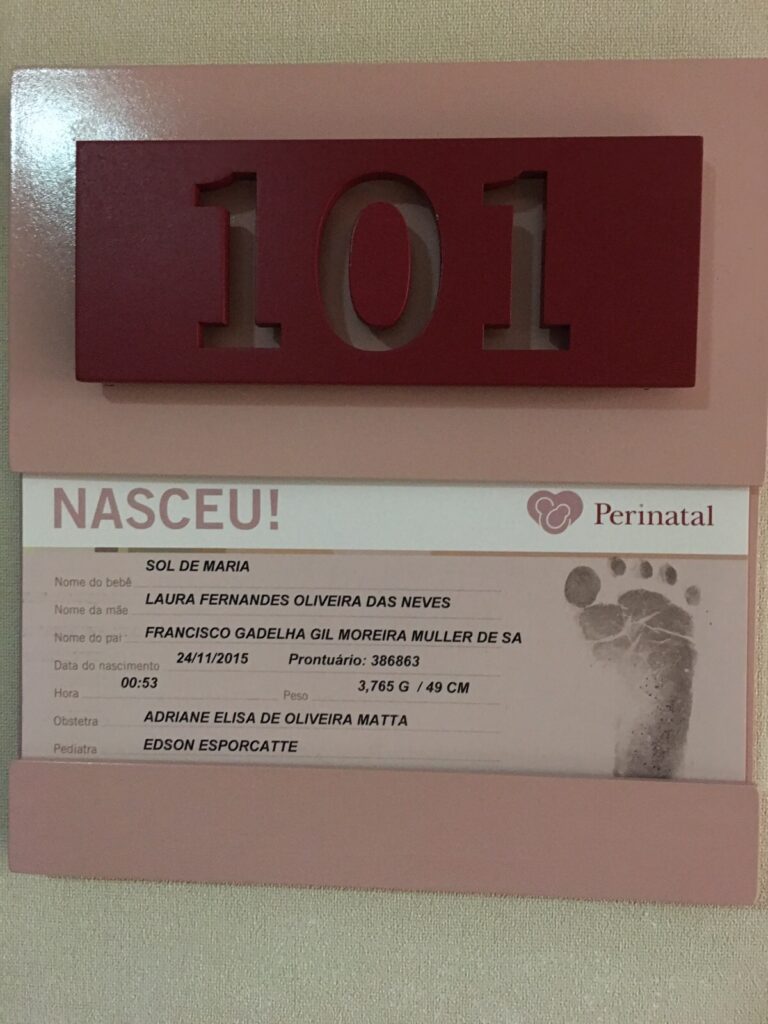 101
NASCEU! Perinatal
Nome do bebê SOL DE MARIA
Nome da mãe LAURA FERNANDES OLIVEIRA DAS NEVES
Nome do pai FRANCISCO GADELHA GIL MOREIRA MULLER DE SA
Data do nascimento 24/11/2015 Prontuário: 386863
Hora 00:53 Peso 3,765 G / 49 CM
Obstetra ADRIANE ELISA DE OLIVEIRA MATTA
Pediatra EDSON ESPORCATTE